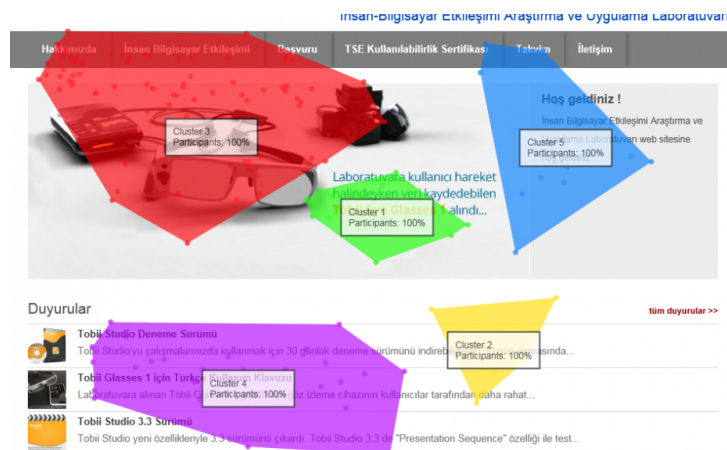 İnsan-Bilgisayar Etkileşimi Araştırma ve Uygulama Laboratuvarı
Hakkımızda İnsan Bilgisayar Etkileşimi Başvuru TSE Kullanılabilirlik Sertifikası Takvim İletişim
Hoş geldiniz !
İnsan Bilgisayar Etkileşimi Araştırma ve
Uygulama Laboratuvarı web sitesine
Cluster 3
Participants: 100%
Cluster 5
Participants: 100%
Laboratuvara kullanıcı hareket
halindeyken veri kaydedebilen
Glasses 1 alındı...
Cluster 1
Participants: 100%
Duyurular
tüm duyurular >>
Tobii Studio Deneme Sürümü
Tobii Studio'yu çalışmalarınızda kullanmak için 30 günlük deneme sürümünü
Cluster 2
Participants: 100%
Tobii Glasses 1 için Türkçe Kullanım Klavuzu
Laboratuvara alınan Tobii göz izleme cihazının kullanıcılar tarafından daha rahat...
Cluster 4
Participants: 100%
Tobii Studio 3.3 Sürümü
Tobii Studio yeni özellikleriyle 3.3 sürümünü çıkardı. Tobii Studio 3.3 de "Presentation Sequence" özelliği ile test...